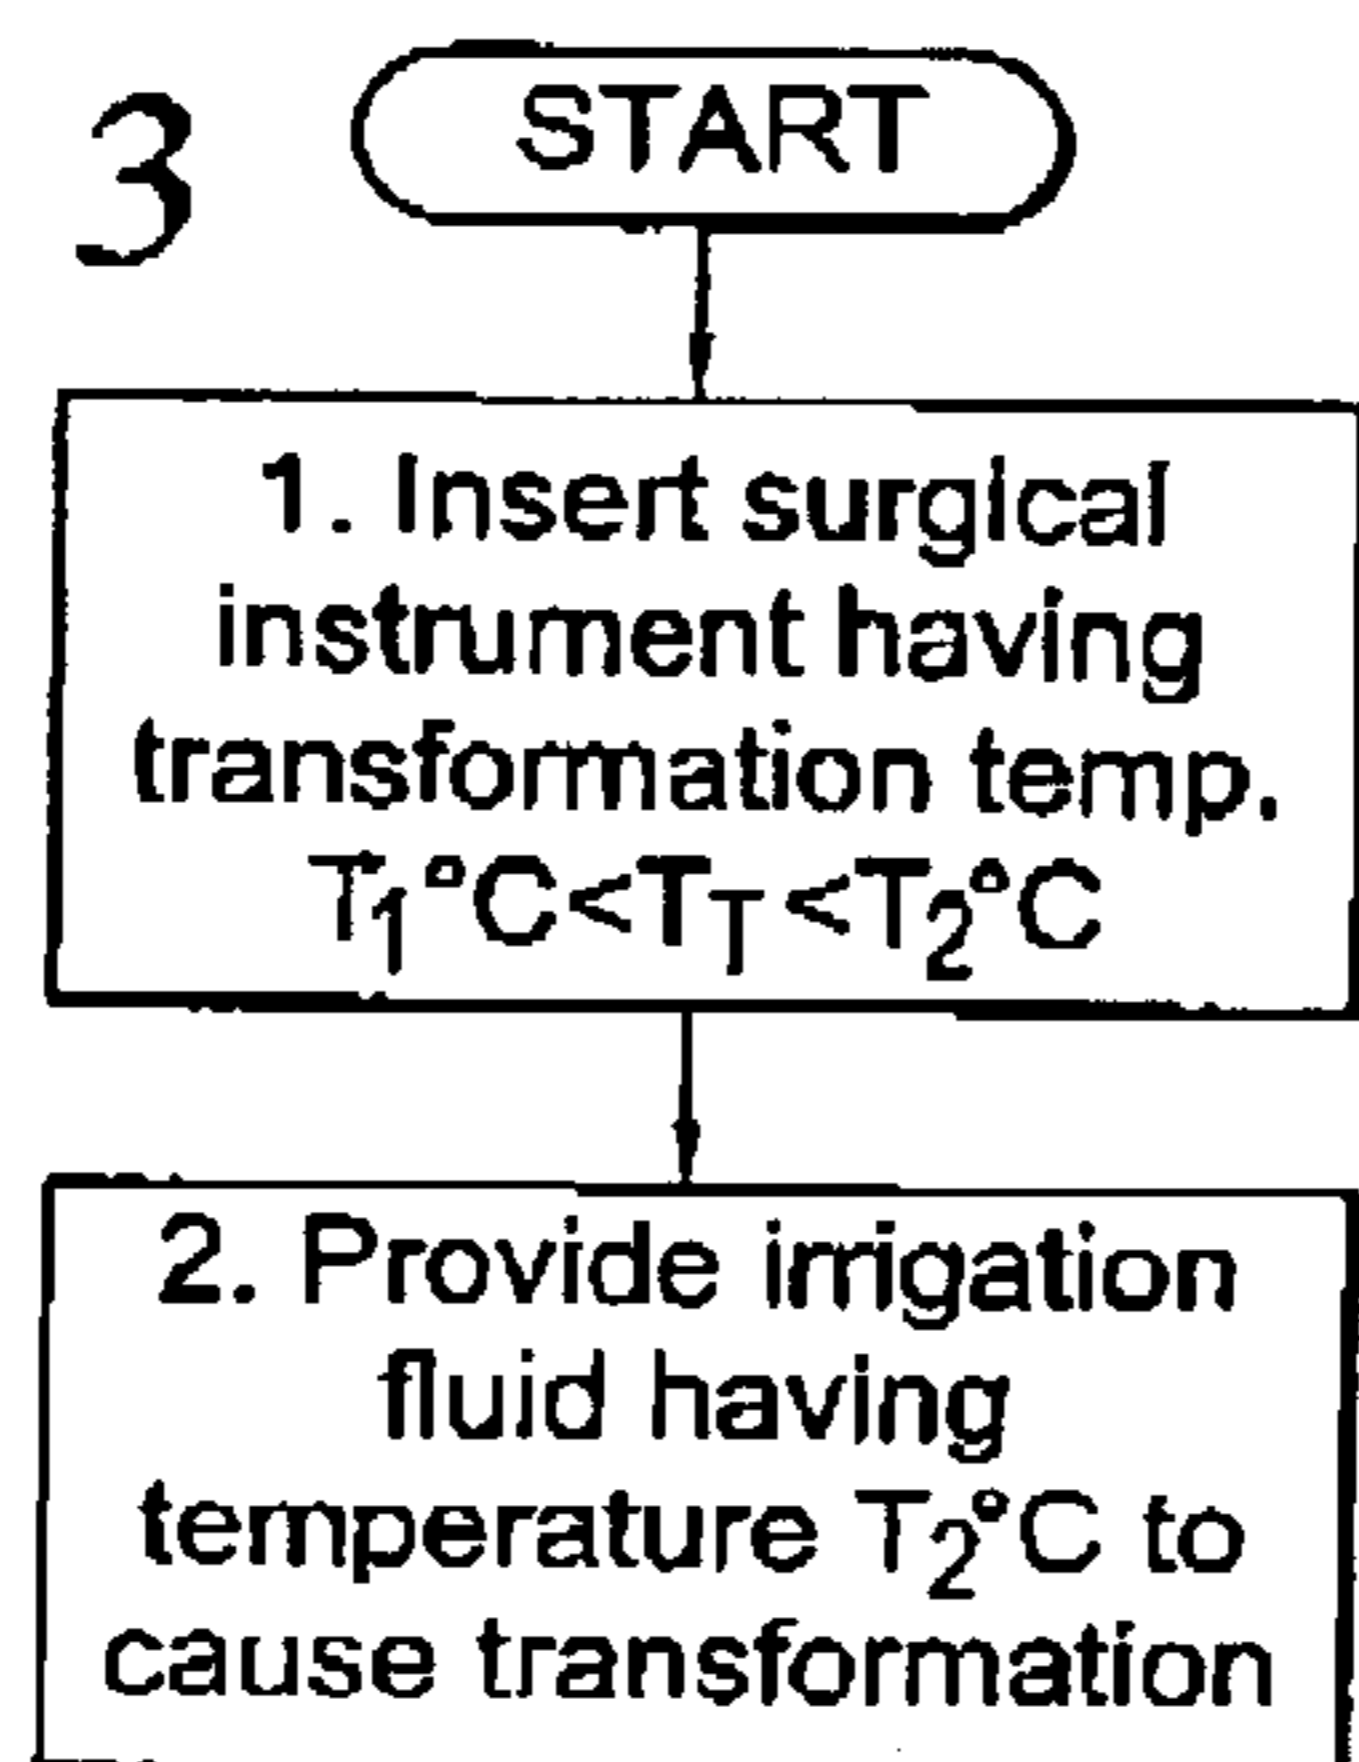 3
START
1. Insert surgical
instrument having
transformation temp.
T₁°C<T_T<T₂°C
2. Provide irrigation
fluid having
temperature T₂°C to
cause transformation